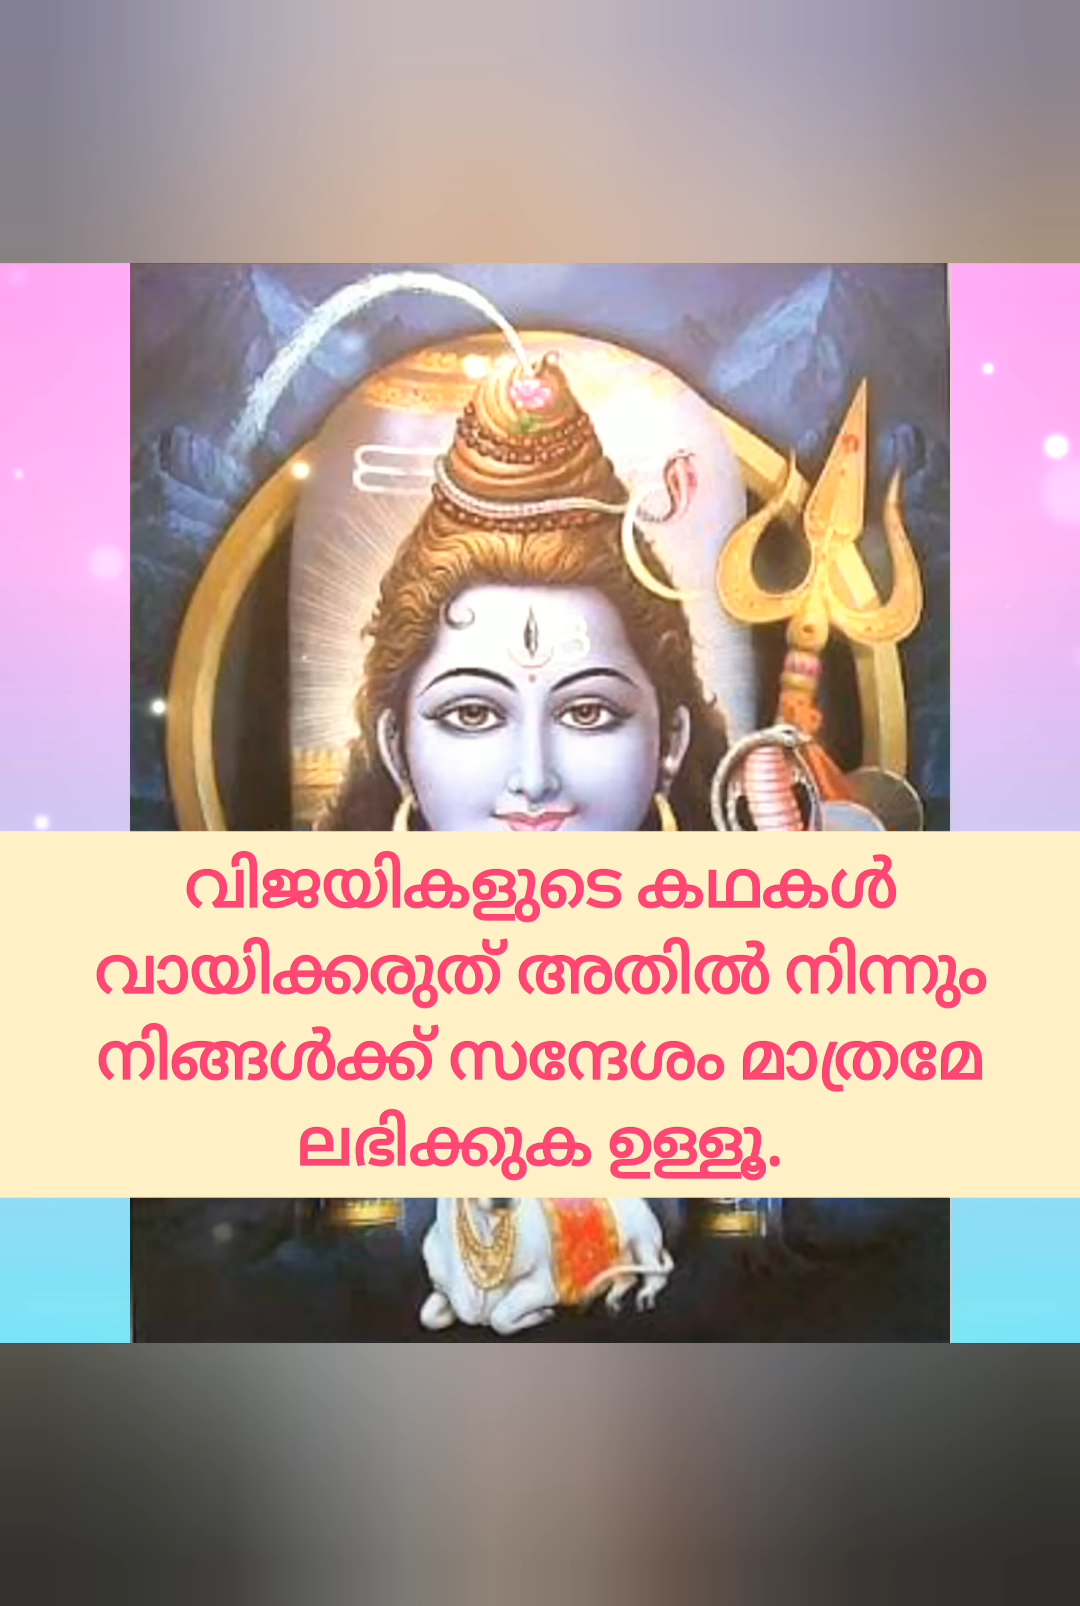 വിജയികളുടെ കഥകൾ
വായിക്കരുത് അതിൽ നിന്നും
നിങ്ങൾക്ക് സന്ദേശം മാത്രമേ
ലഭിക്കുക ഉള്ളൂ.